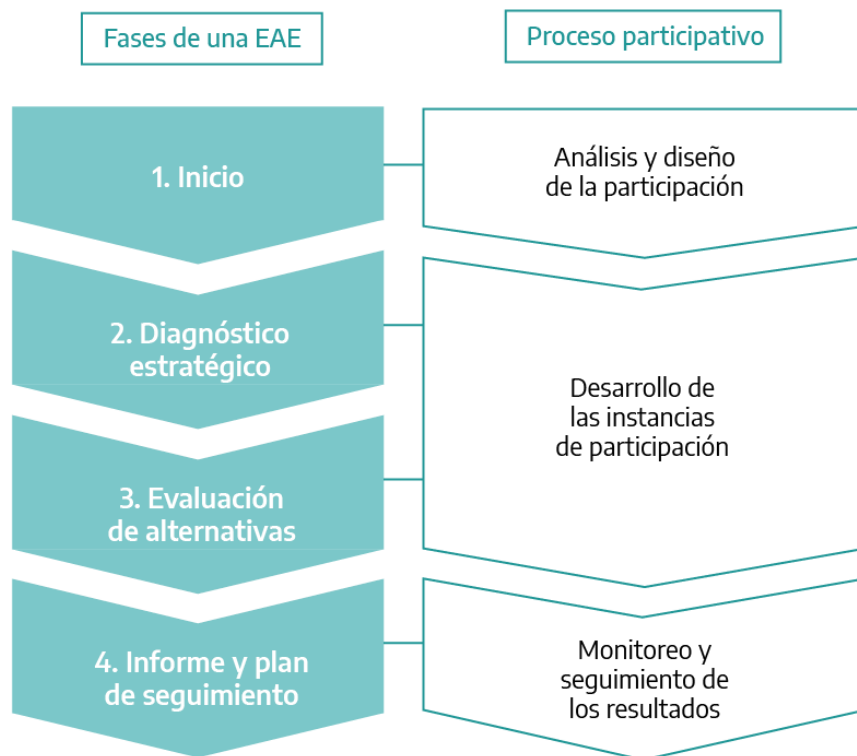 Fases de una EAE
Proceso participativo
1. Inicio
Análisis y diseño
de la participación
2. Diagnóstico
estratégico
3. Evaluación
de alternativas
Desarrollo de
las instancias
de participación
4. Informe y plan
de seguimiento
Monitoreo y
seguimiento de
los resultados